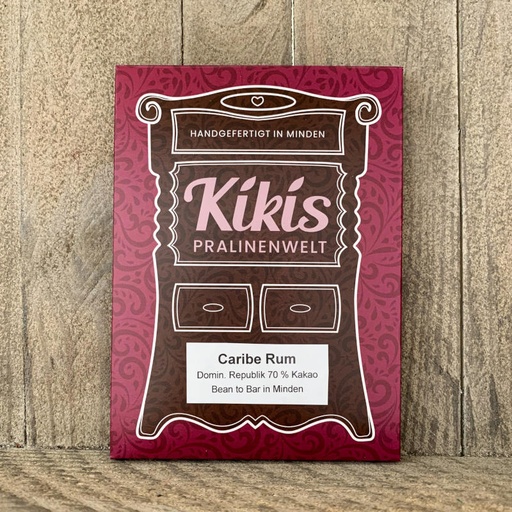 HANDGEFERTIGT IN MINDEN
Kikis
PRALINENWELT
Caribe Rum
Domin. Republik 70 % Kakao
Bean to Bar in Minden